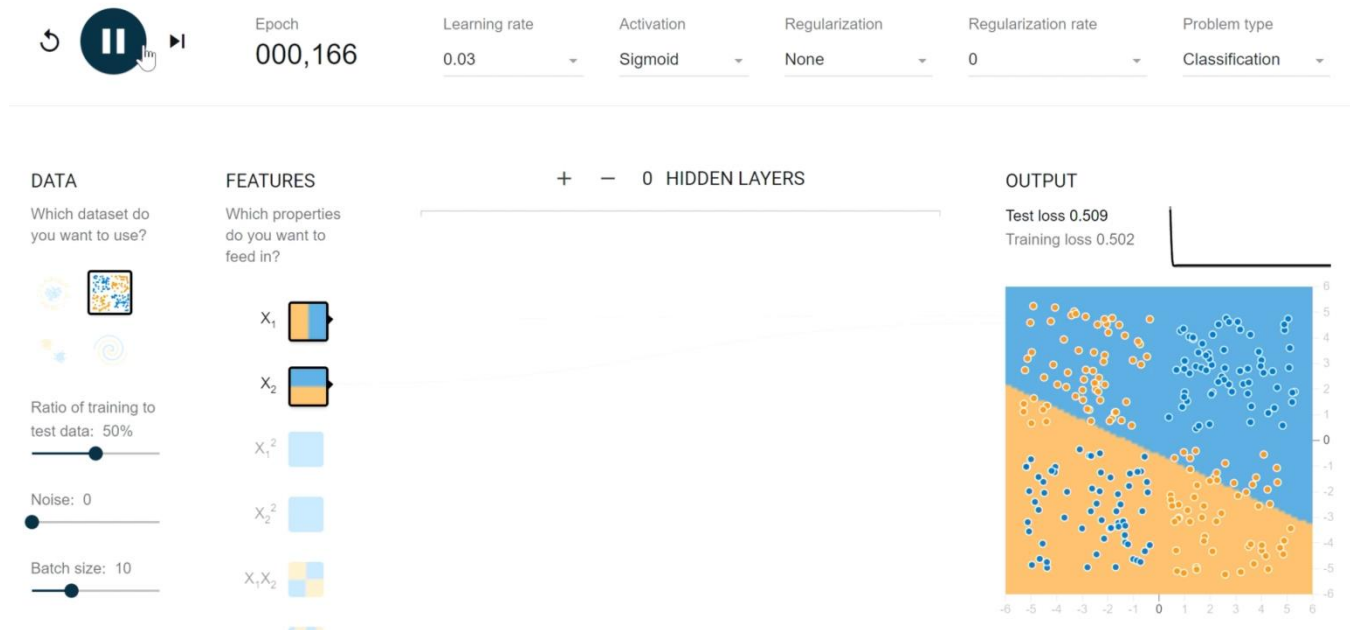 Epoch
000,166
Learning rate
0.03
Activation
Sigmoid
Regularization
None
Regularization rate
0
Problem type
Classification
DATA
Which dataset do
you want to use?
Ratio of training to
test data: 50%
Noise: 0
Batch size: 10
FEATURES
Which properties
do you want to
feed in?
X₁
X₂
X₁²
X₂²
X₁X₂
+ − 0 HIDDEN LAYERS
OUTPUT
Test loss 0.509
Training loss 0.502
6
5
4
3
2
1
0
-1
-2
-3
-4
-5
-6
-6 -5 -4 -3 -2 -1 0 1 2 3 4 5 6